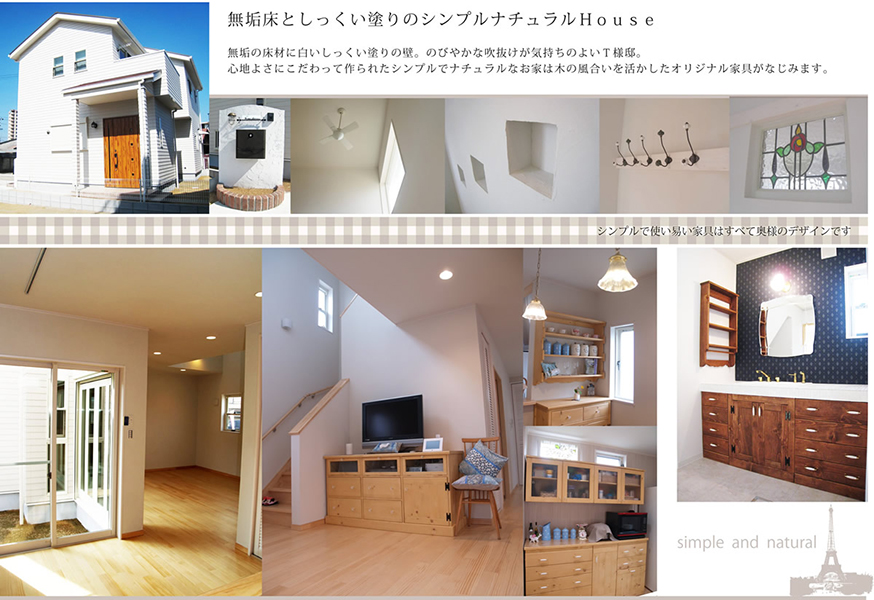 無垢床としっくい塗りのシンプルナチュラルHouse
無垢の床材に白いしっくい塗りの壁。のびやかな吹抜けが気持ちのよいT様邸。
心地よさにこだわって作られたシンプルでナチュラルなお家は木の風合いを活かしたオリジナル家具がなじみます。
シンプルで使い易い家具はすべて奥様のデザインです
simple and natural